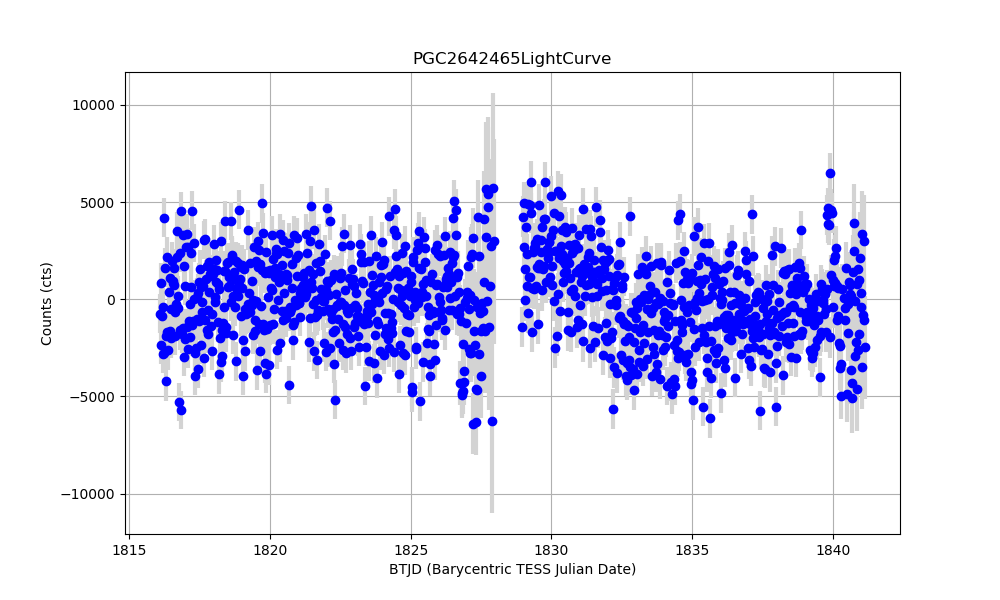 PGC2642465LightCurve
10000
5000
0
−5000
−10000
Counts (cts)
1815 1820 1825 1830 1835 1840
BTJD (Barycentric TESS Julian Date)